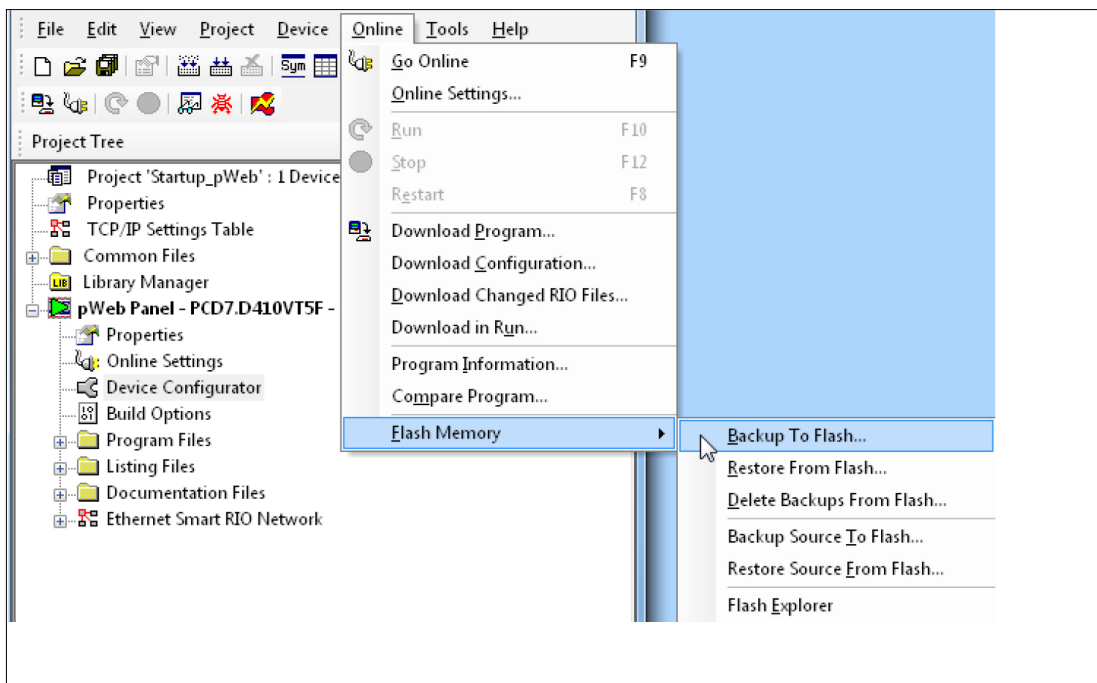 File Edit View Project Device Online Tools Help
Sym
Project Tree
Project 'Startup_pWeb' : 1 Device
Properties
TCP/IP Settings Table
Common Files
LIB Library Manager
pWeb Panel - PCD7.D410VT5F -
Properties
Online Settings
Device Configurator
Build Options
Program Files
Listing Files
Documentation Files
Ethernet Smart RIO Network
Go Online F9
Online Settings...
Run F10
Stop F12
Restart F8
Download Program...
Download Configuration...
Download Changed RIO Files...
Download in Run...
Program Information...
Compare Program...
Flash Memory
Backup To Flash...
Restore From Flash...
Delete Backups From Flash...
Backup Source To Flash...
Restore Source From Flash...
Flash Explorer